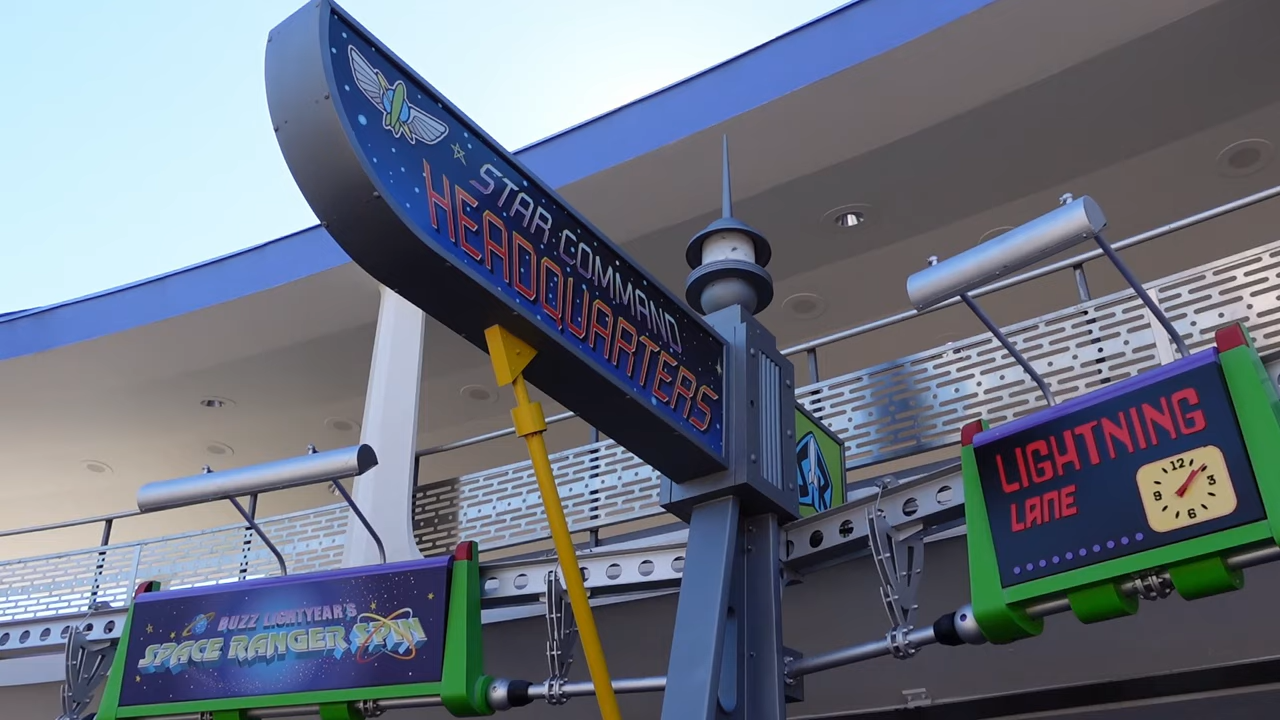 STAR COMMAND
HEADQUARTERS
BUZZ LIGHTYEAR'S
SPACE RANGER SPIN
LIGHTNING
LANE
12
3
6
9